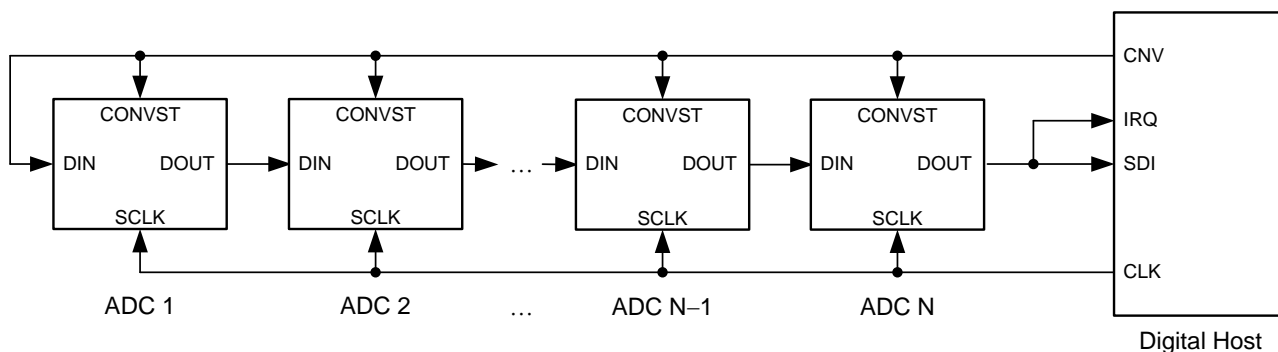 CNV
CONVST
CONVST
CONVST
CONVST
IRQ
DIN DOUT
DIN DOUT
...
DIN DOUT
DIN DOUT
SDI
SCLK
SCLK
SCLK
SCLK
CLK
ADC 1
ADC 2
...
ADC N–1
ADC N
Digital Host